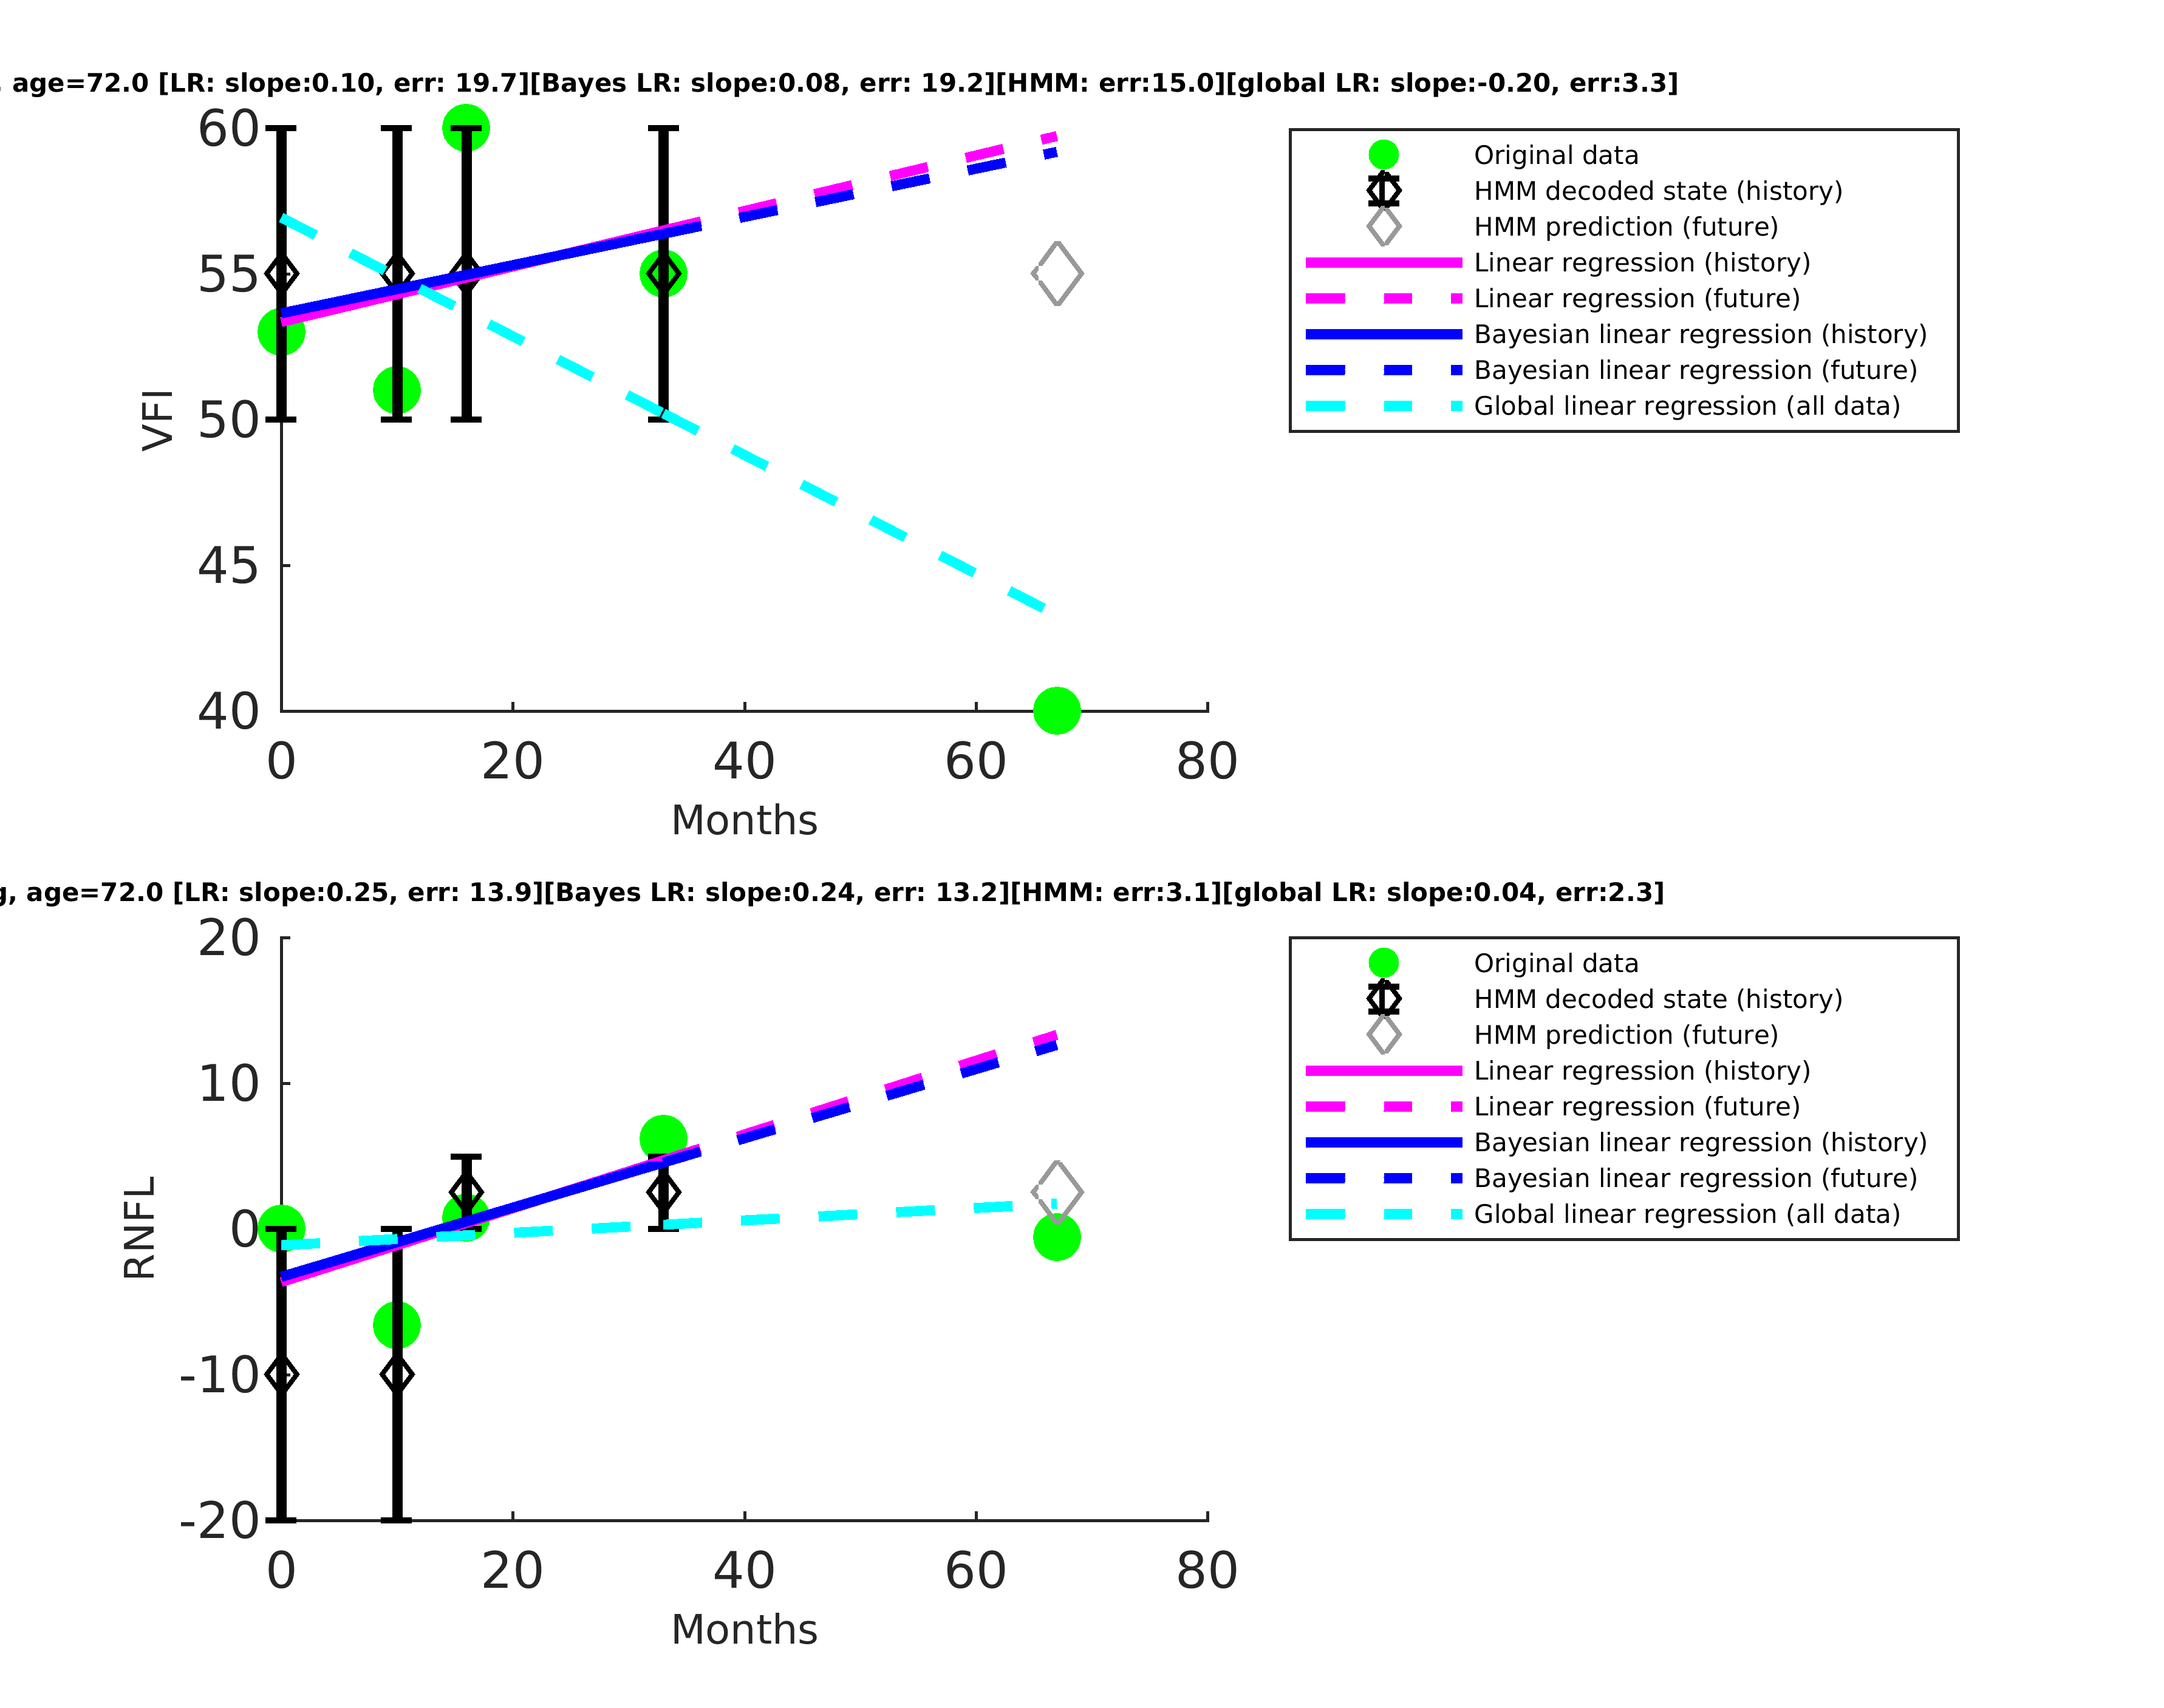 age=72.0 [LR: slope:0.10, err: 19.7][Bayes LR: slope:0.08, err: 19.2][HMM: err:15.0][global LR: slope:-0.20, err:3.3]
60
55
50
45
40
VFI
0 20 40 60 80
Months
Original data
HMM decoded state (history)
HMM prediction (future)
Linear regression (history)
Linear regression (future)
Bayesian linear regression (history)
Bayesian linear regression (future)
Global linear regression (all data)
g, age=72.0 [LR: slope:0.25, err: 13.9][Bayes LR: slope:0.24, err: 13.2][HMM: err:3.1][global LR: slope:0.04, err:2.3]
20
10
0
-10
-20
RNFL
0 20 40 60 80
Months
Original data
HMM decoded state (history)
HMM prediction (future)
Linear regression (history)
Linear regression (future)
Bayesian linear regression (history)
Bayesian linear regression (future)
Global linear regression (all data)